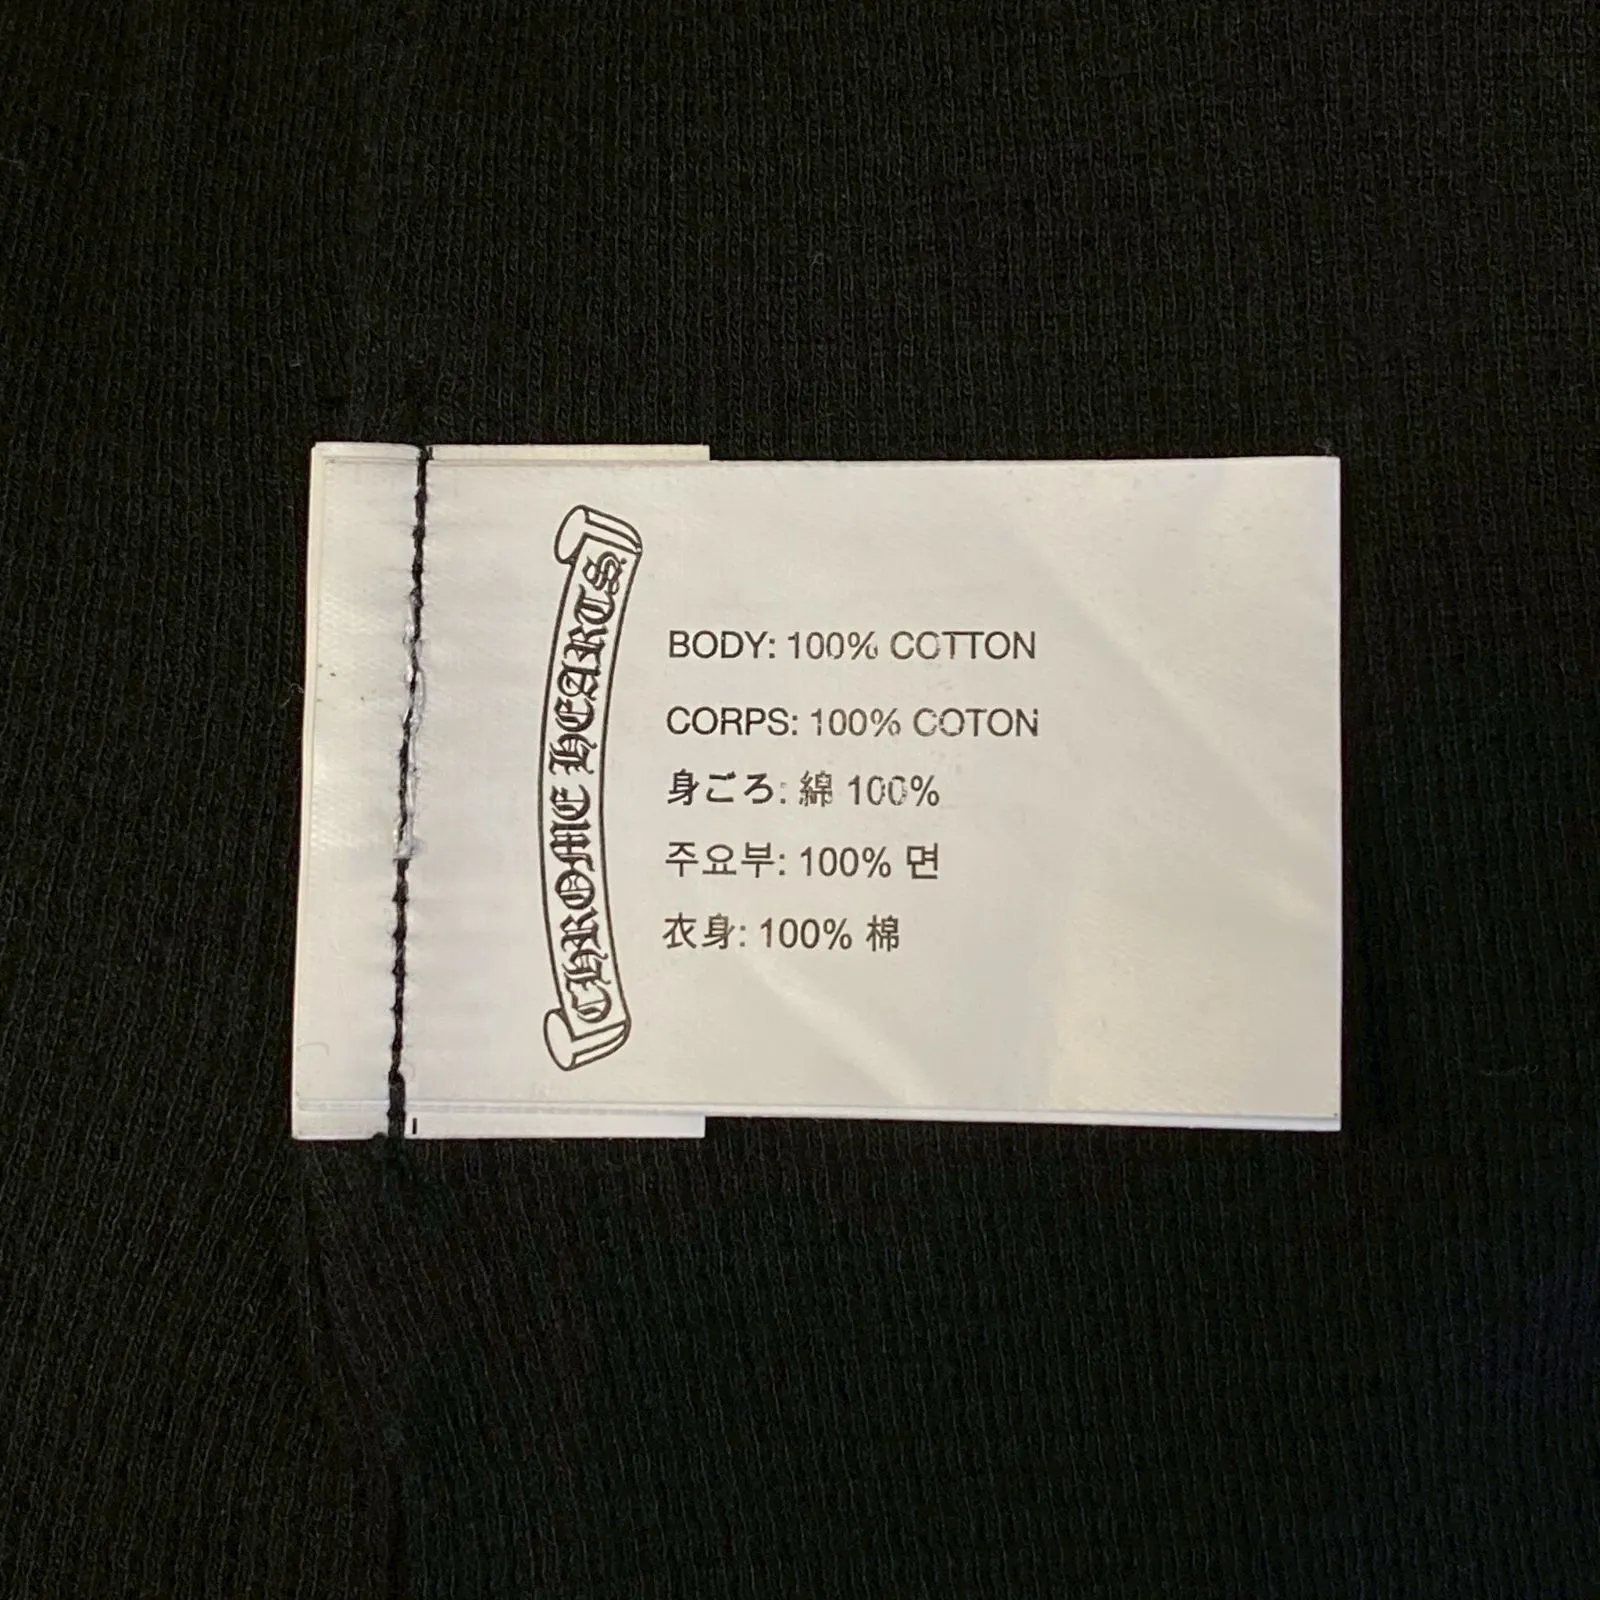 CHROME HEARTS
BODY: 100% COTTON
CORPS: 100% COTON
身ごろ: 綿 100%
주요부: 100% 면
衣身: 100% 棉